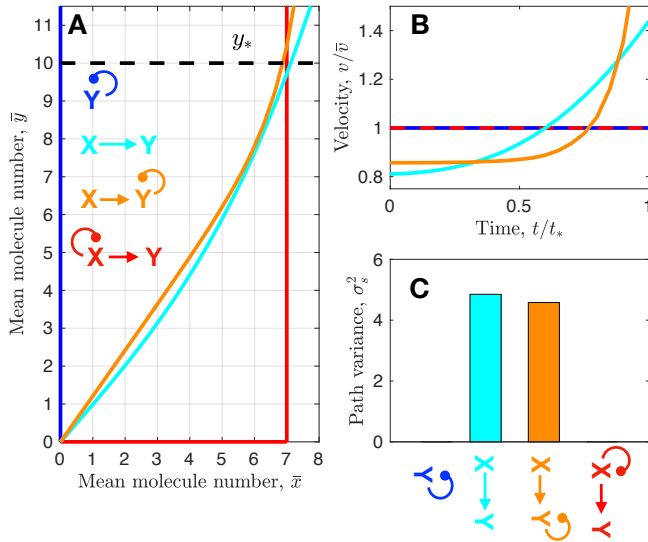 A
y*
Y
X → Y
X → Y
X → Y
11
10
9
8
7
6
5
4
3
2
1
0
0 1 2 3 4 5 6 7 8
Mean molecule number, x̄
Mean molecule number, ȳ
B
1.4
1.2
1
0.8
0 0.5 1
Time, t/t*
Velocity, v/v̄
C
6
4
2
0
Path variance, σ²ₛ
Y
X → Y
X → Y
X → Y